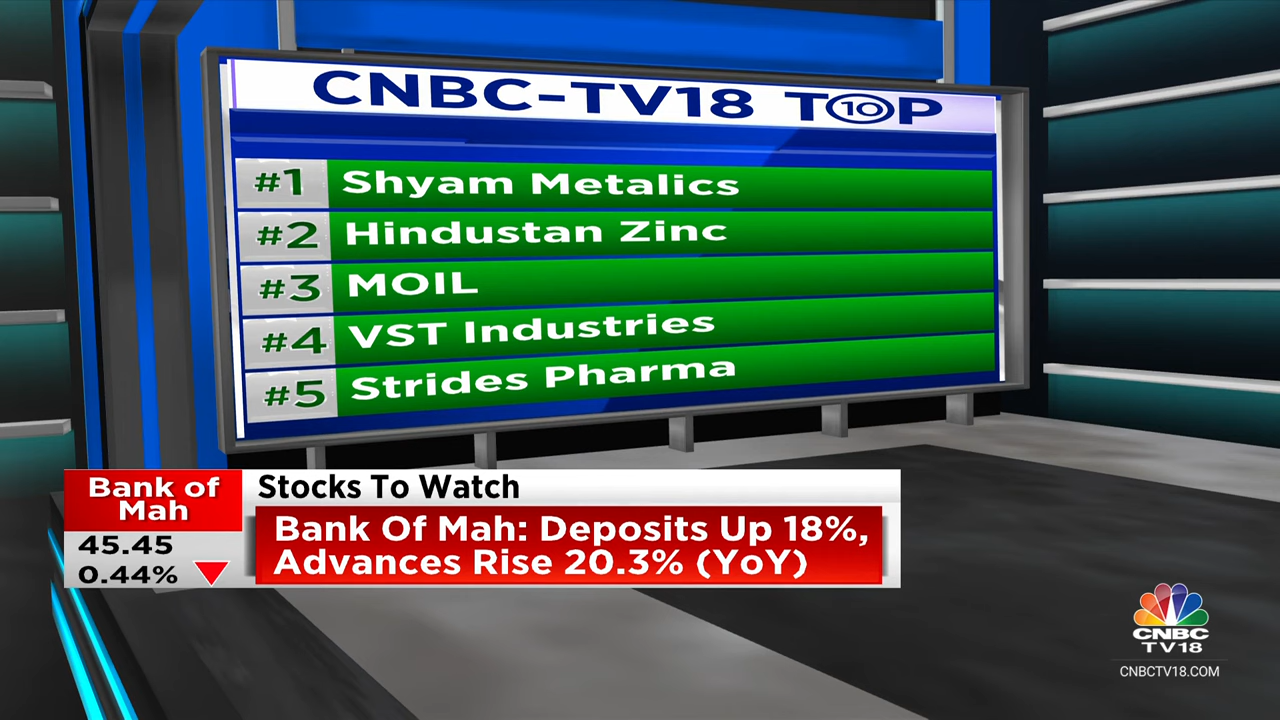 CNBC-TV18 TOP 10
#1 Shyam Metalics
#2 Hindustan Zinc
#3 MOIL
#4 VST Industries
#5 Strides Pharma
Bank of
Mah
45.45
0.44%
Stocks To Watch
Bank Of Mah: Deposits Up 18%,
Advances Rise 20.3% (YoY)
CNBC
TV18
CNBCTV18.COM